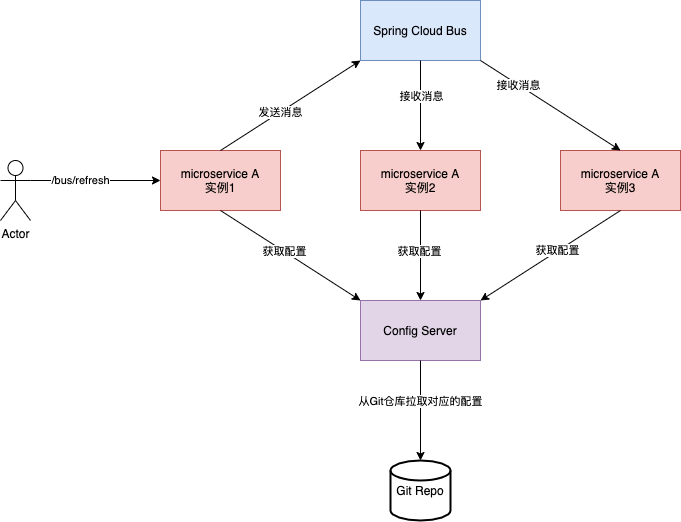 Spring Cloud Bus
发送消息
接收消息
接收消息
/bus/refresh
microservice A
实例1
microservice A
实例2
microservice A
实例3
Actor
获取配置
获取配置
获取配置
Config Server
从Git仓库拉取对应的配置
Git Repo